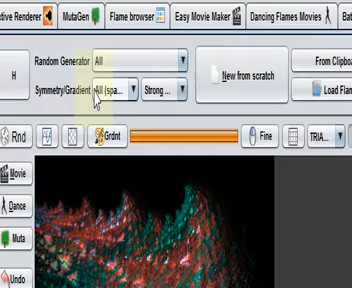 ctive Renderer MutaGen Flame browser Easy Movie Maker Dancing Flames Movies Bat
Random Generator All From Clipbo
H New from scratch
Symmetry/Gradient All (spa... Strong ... Load Flan
Rnd Grdnt Fine TRIA...
Movie
Dance
Muta
Undo